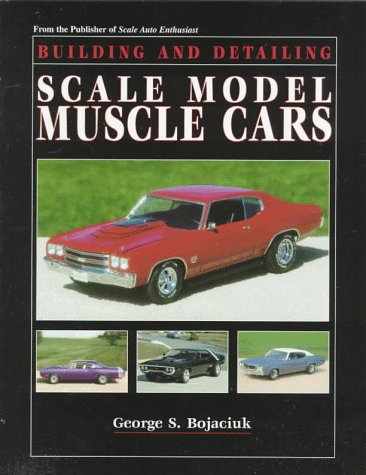 From the Publisher of Scale Auto Enthusiast
BUILDING AND DETAILING
SCALE MODEL
MUSCLE CARS
George S. Bojaciuk